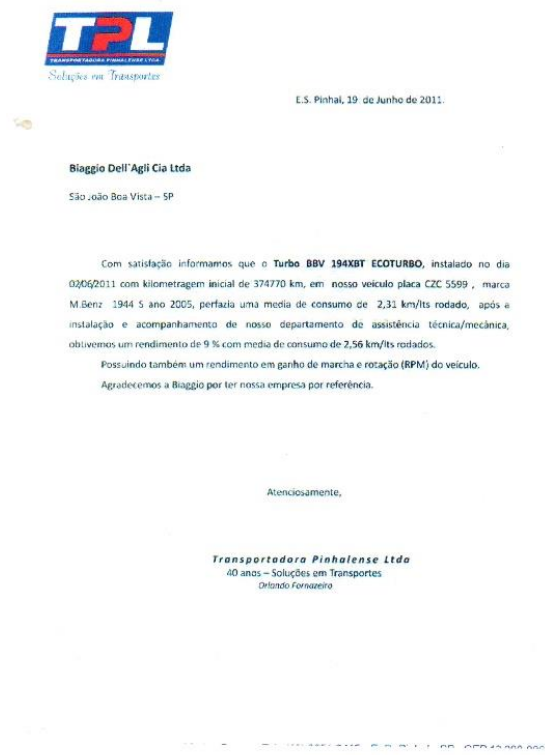 TPL
TRANSPORTADORA PINHALENSE LTDA
Soluções em Transportes
E.S. Pinhal, 19 de Junho de 2011.
Biaggio Dell´Agli Cia Ltda
São João Boa Vista – SP
Com satisfação informamos que o Turbo BBV 194XBT ECOTURBO, instalado no dia
02/06/2011 com kilometragem inicial de 374770 km, em nosso veículo placa CZC 5599 , marca
M.Benz 1944 S ano 2005, perfazia uma media de consumo de 2,31 km/lts rodado, após a
instalação e acompanhamento de nosso departamento de assistência técnica/mecânica,
obtivemos um rendimento de 9 % com media de consumo de 2,56 km/lts rodados.
Possuindo também um rendimento em ganho de marcha e rotação (RPM) do veículo.
Agradecemos a Biaggio por ter nossa empresa por referência.
Atenciosamente,
Transportadora Pinhalense Ltda
40 anos – Soluções em Transportes
Orlando Fornazeiro